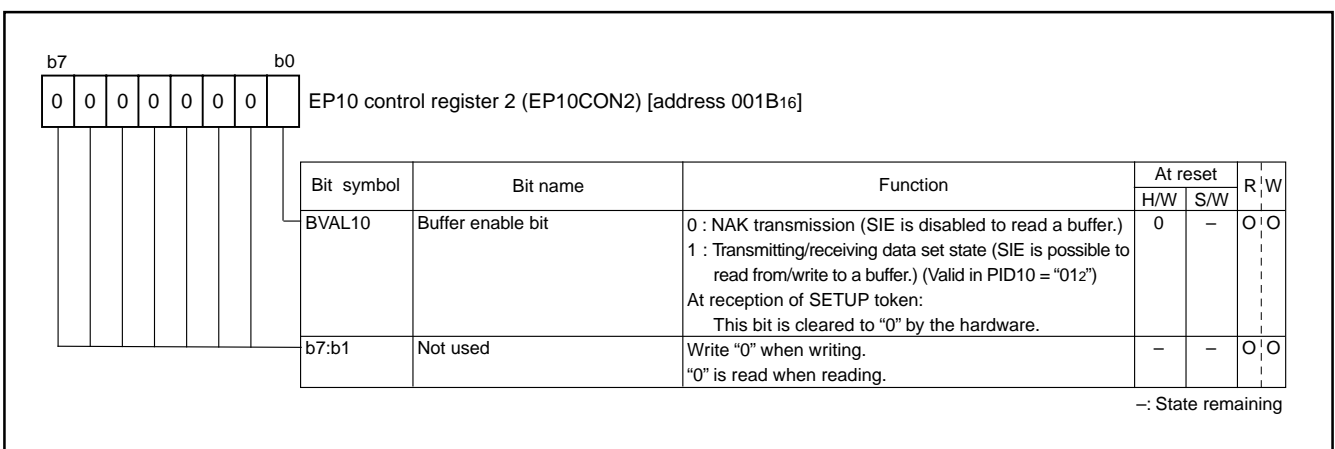 b7 b0
0 0 0 0 0 0 0
EP10 control register 2 (EP10CON2) [address 001B16]
Bit symbol Bit name Function At reset R W
H/W S/W
BVAL10 Buffer enable bit 0 : NAK transmission (SIE is disabled to read a buffer.) 0 – O O
1 : Transmitting/receiving data set state (SIE is possible to
read from/write to a buffer.) (Valid in PID10 = “012”)
At reception of SETUP token:
This bit is cleared to “0” by the hardware.
b7:b1 Not used Write “0” when writing. – – O O
“0” is read when reading.
–: State remaining